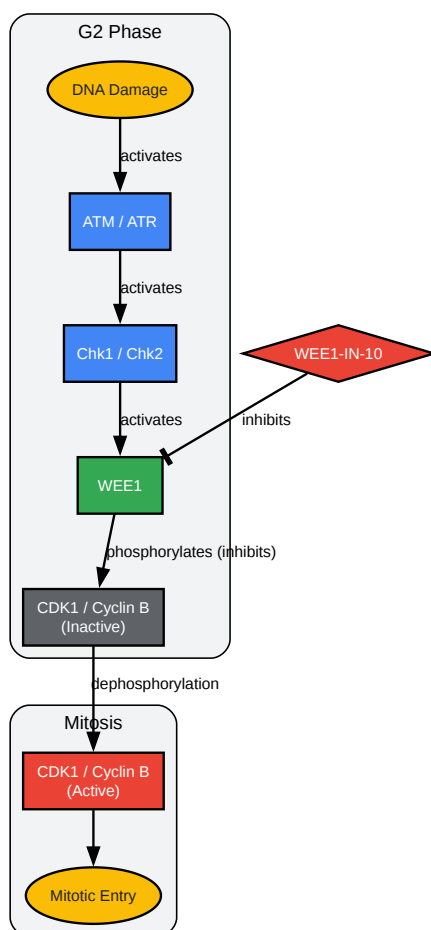 G2 Phase
DNA Damage
activates
ATM / ATR
activates
Chk1 / Chk2
WEE1-IN-10
activates
inhibits
WEE1
phosphorylates (inhibits)
CDK1 / Cyclin B
(Inactive)
dephosphorylation
Mitosis
CDK1 / Cyclin B
(Active)
Mitotic Entry